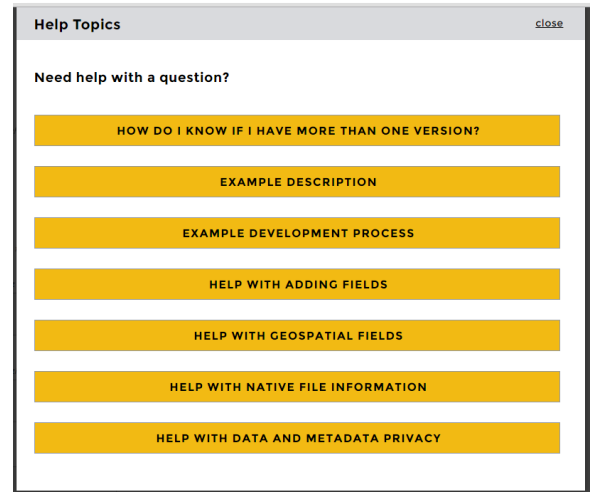 Help Topics
close
Need help with a question?
HOW DO I KNOW IF I HAVE MORE THAN ONE VERSION?
EXAMPLE DESCRIPTION
EXAMPLE DEVELOPMENT PROCESS
HELP WITH ADDING FIELDS
HELP WITH GEOSPATIAL FIELDS
HELP WITH NATIVE FILE INFORMATION
HELP WITH DATA AND METADATA PRIVACY